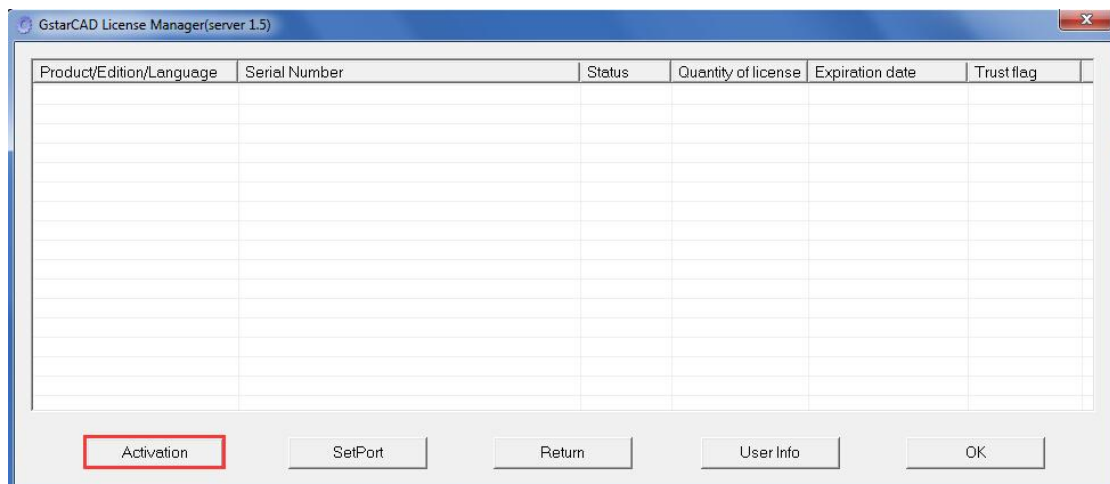 GstarCAD License Manager(server 1.5)
Product/Edition/Language Serial Number Status Quantity of license Expiration date Trust flag
Activation SetPort Return User Info OK